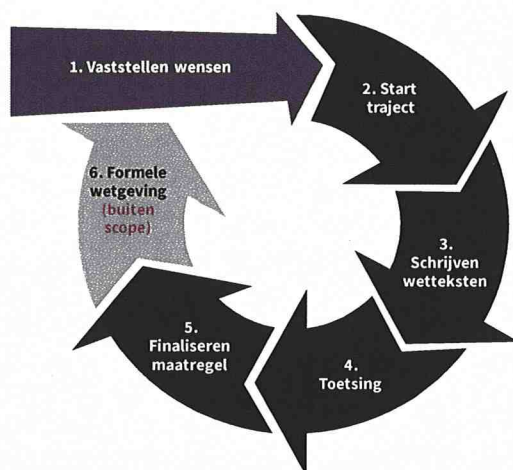 1. Vaststellen wensen
2. Start
traject
3.
Schrijven
wetteksten
4.
Toetsing
5.
Finaliseren
maatregel
6. Formele
wetgeving
(buiten
scope)